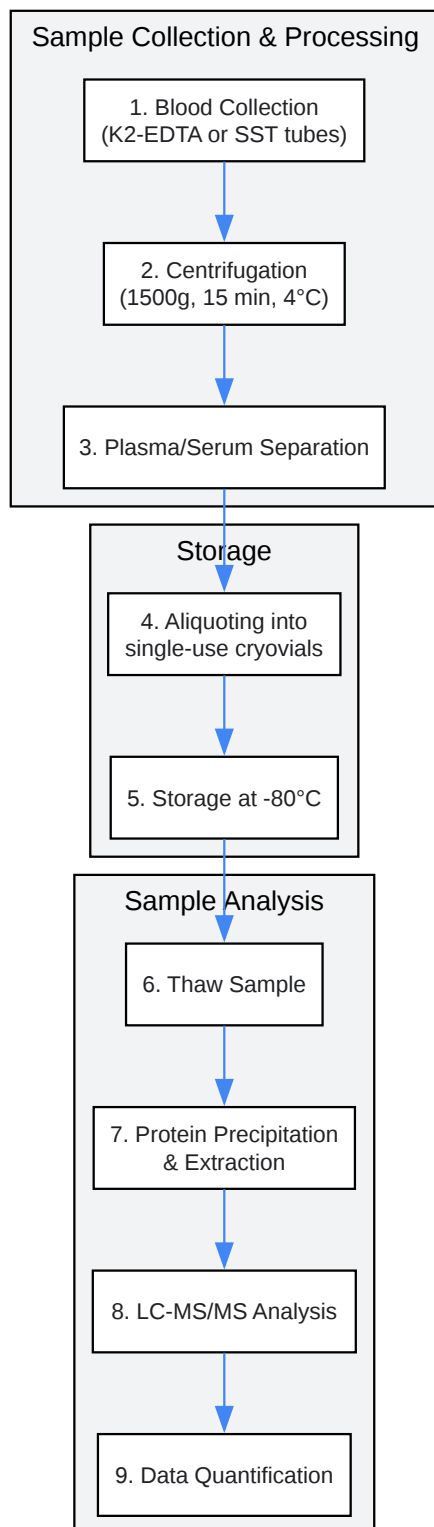 Sample Collection & Processing
1. Blood Collection
(K2-EDTA or SST tubes)
2. Centrifugation
(1500g, 15 min, 4°C)
3. Plasma/Serum Separation
Storage
4. Aliquoting into
single-use cryovials
5. Storage at -80°C
Sample Analysis
6. Thaw Sample
7. Protein Precipitation
& Extraction
8. LC-MS/MS Analysis
9. Data Quantification